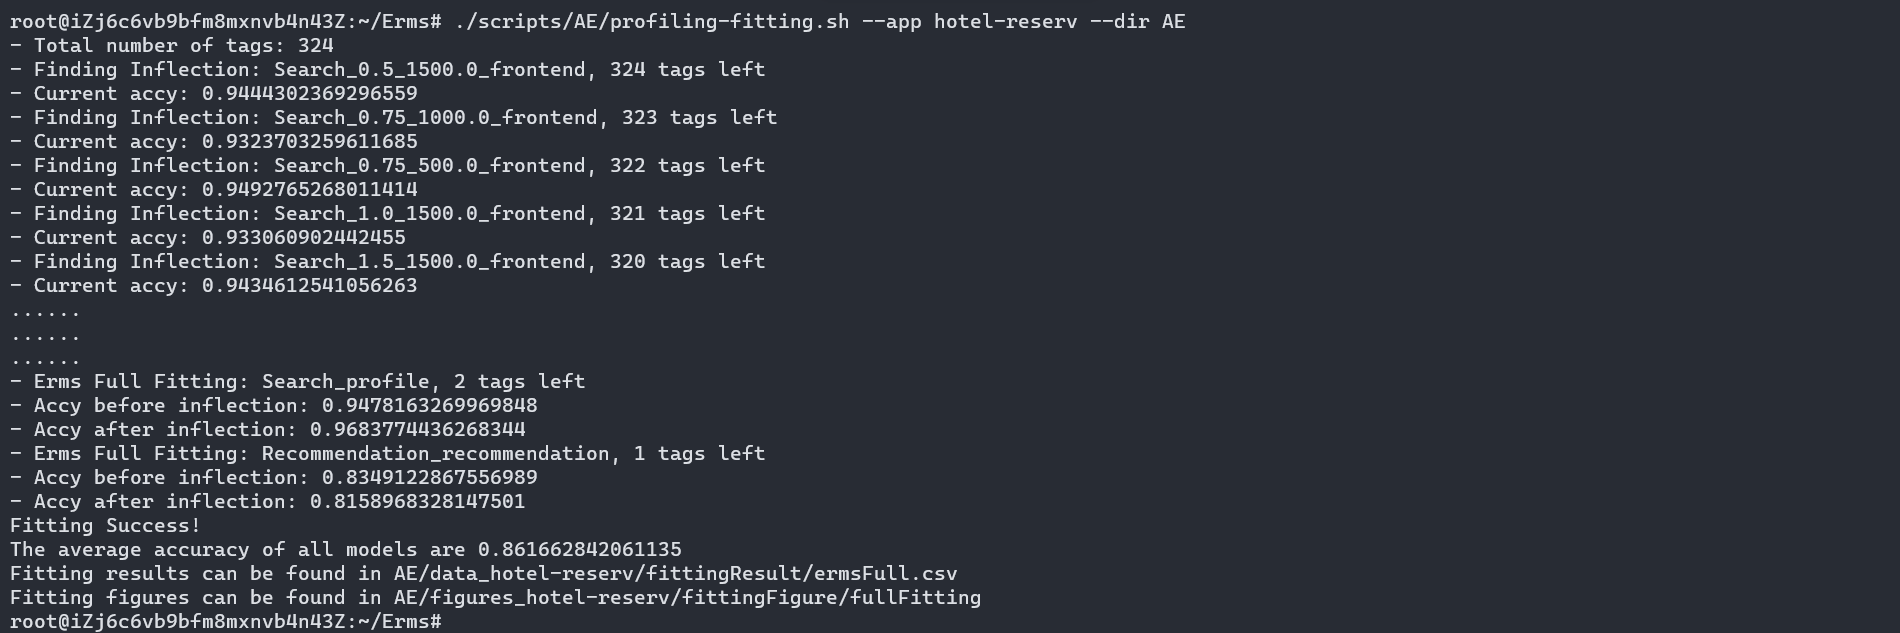 root@iZj6c6vb9bfm8mxnvb4n43Z:~/Erms# ./scripts/AE/profiling-fitting.sh --app hotel-reserv --dir AE
- Total number of tags: 324
- Finding Inflection: Search_0.5_1500.0_frontend, 324 tags left
- Current accy: 0.9444302369296559
- Finding Inflection: Search_0.75_1000.0_frontend, 323 tags left
- Current accy: 0.9323703259611685
- Finding Inflection: Search_0.75_500.0_frontend, 322 tags left
- Current accy: 0.9492765268011414
- Finding Inflection: Search_1.0_1500.0_frontend, 321 tags left
- Current accy: 0.933060902442455
- Finding Inflection: Search_1.5_1500.0_frontend, 320 tags left
- Current accy: 0.9434612541056263
......
......
......
- Erms Full Fitting: Search_profile, 2 tags left
- Accy before inflection: 0.9478163269969848
- Accy after inflection: 0.9683774436268344
- Erms Full Fitting: Recommendation_recommendation, 1 tags left
- Accy before inflection: 0.8349122867556989
- Accy after inflection: 0.8158968328147501
Fitting Success!
The average accuracy of all models are 0.861662842061135
Fitting results can be found in AE/data_hotel-reserv/fittingResult/ermsFull.csv
Fitting figures can be found in AE/figures_hotel-reserv/fittingFigure/fullFitting
root@iZj6c6vb9bfm8mxnvb4n43Z:~/Erms#